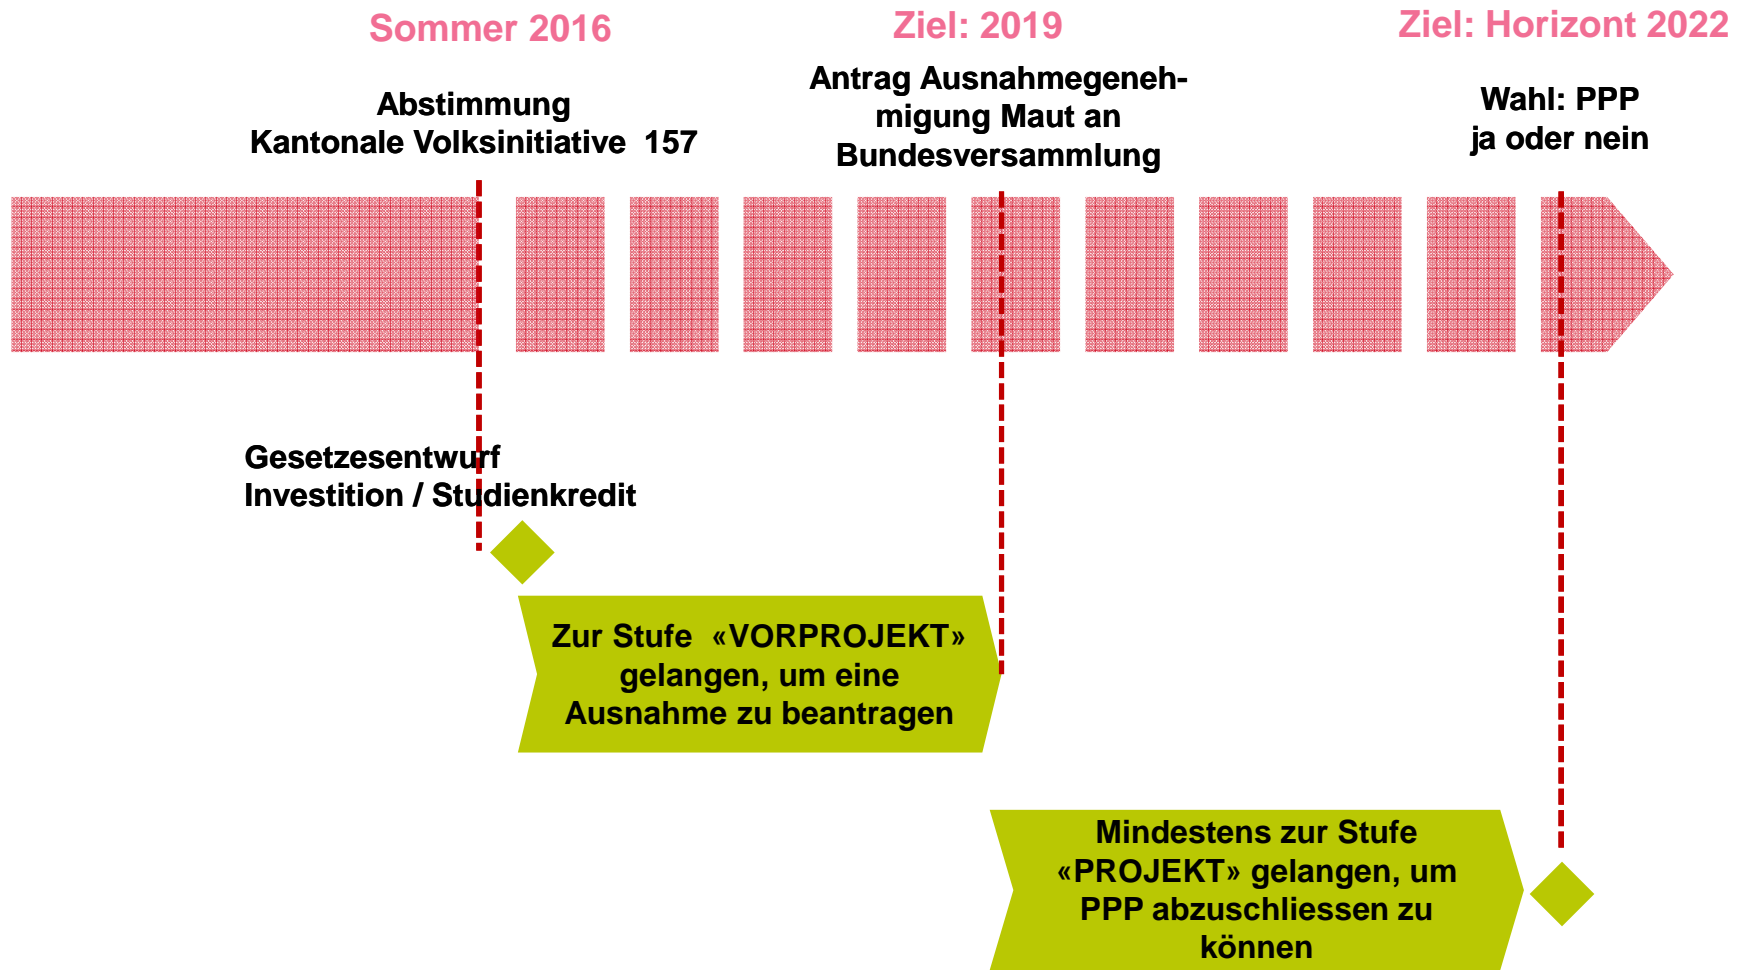 Sommer 2016
Ziel: 2019
Ziel: Horizont 2022
Abstimmung
Kantonale Volksinitiative 157
Antrag Ausnahmegeneh-
migung Maut an
Bundesversammlung
Wahl: PPP
ja oder nein
Gesetzesentwurf
Investition / Studienkredit
Zur Stufe «VORPROJEKT»
gelangen, um eine
Ausnahme zu beantragen
Mindestens zur Stufe
«PROJEKT» gelangen, um
PPP abzuschliessen zu
können